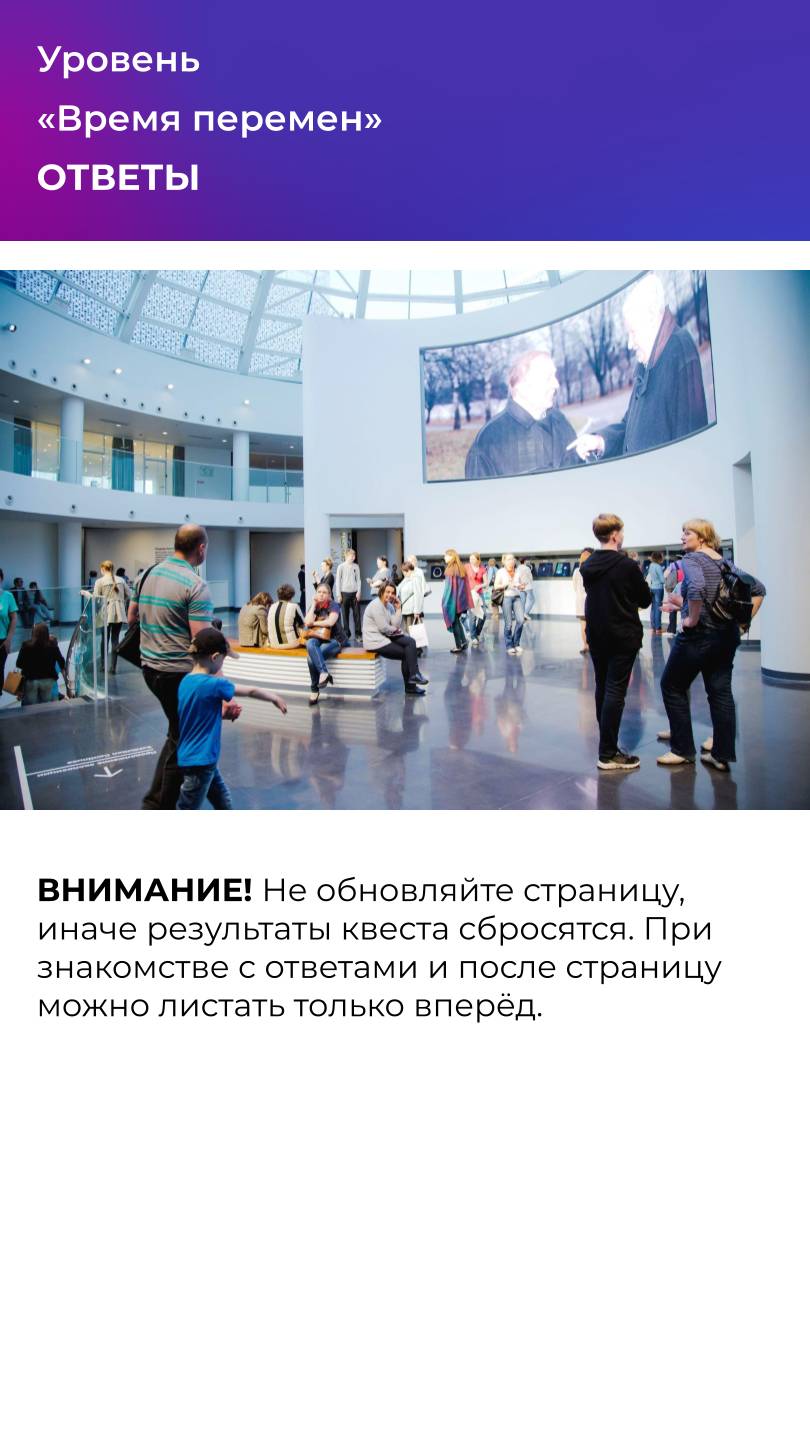 Уровень
«Время перемен»
ОТВЕТЫ
ВНИМАНИЕ! Не обновляйте страницу,
иначе результаты квеста сбросятся. При
знакомстве с ответами и после страницу
можно листать только вперёд.